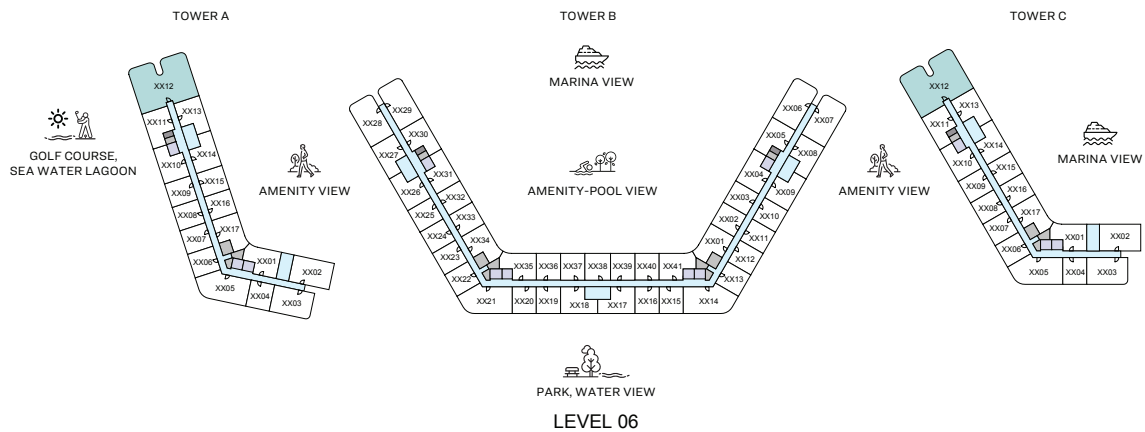 TOWER A
TOWER B
TOWER C
MARINA VIEW
GOLF COURSE,
SEA WATER LAGOON
AMENITY VIEW
AMENITY-POOL VIEW
AMENITY VIEW
MARINA VIEW
XX12
XX11
XX13
XX10
XX14
XX15
XX09
XX16
XX08
XX17
XX07
XX06
XX01
XX02
XX05
XX04
XX03
XX29
XX28
XX30
XX27
XX31
XX26
XX32
XX25
XX33
XX24
XX34
XX23
XX22
XX21
XX35
XX36
XX37
XX38
XX39
XX40
XX41
XX20
XX19
XX18
XX17
XX16
XX15
XX14
XX06
XX07
XX05
XX08
XX04
XX09
XX03
XX10
XX02
XX11
XX01
XX12
XX13
XX12
XX13
XX11
XX14
XX10
XX15
XX09
XX16
XX08
XX17
XX07
XX06
XX01
XX02
XX05
XX04
XX03
PARK, WATER VIEW
LEVEL 06